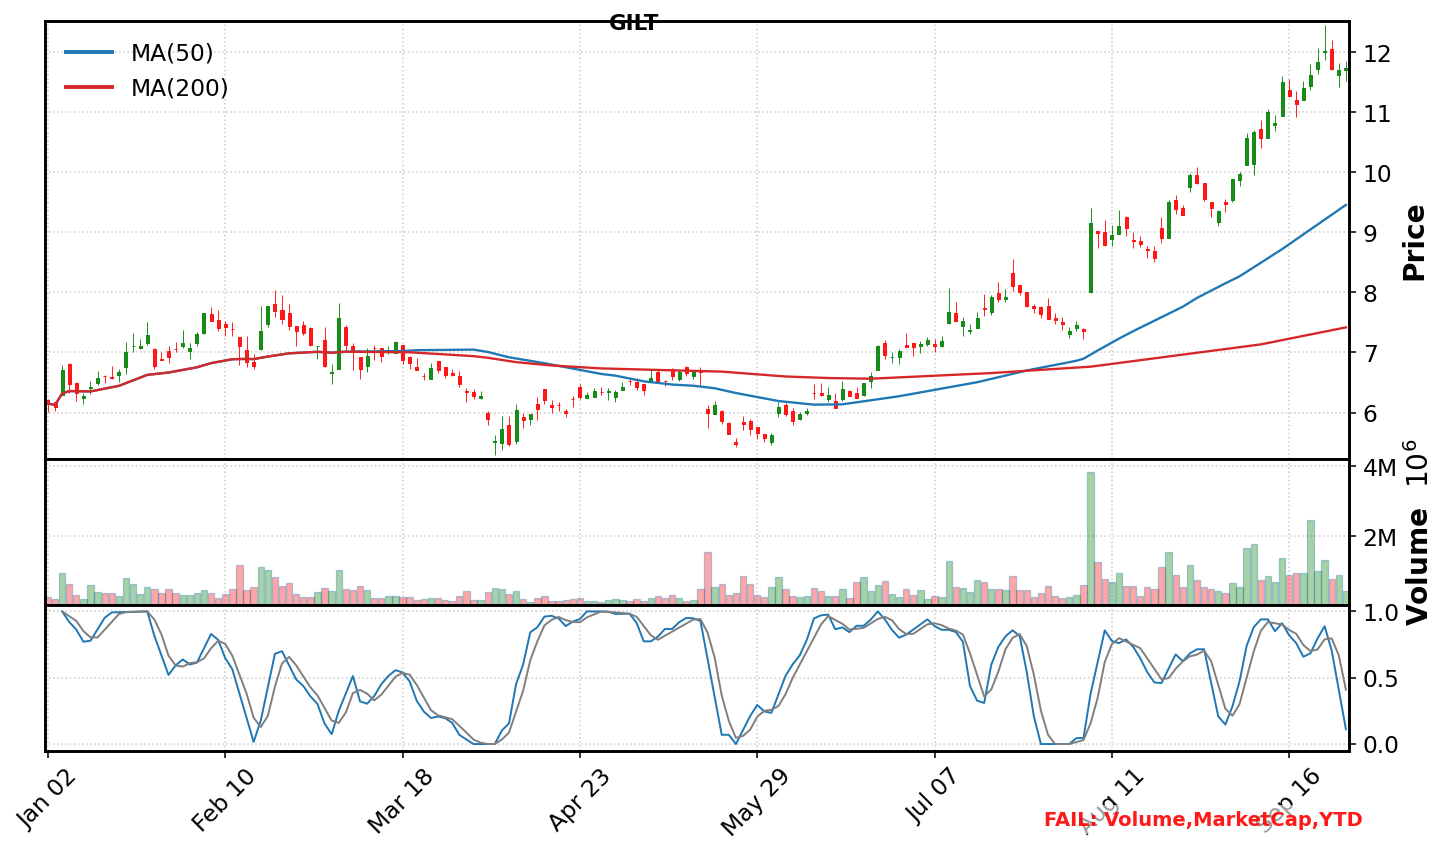 GILT
MA(50)
MA(200)
12
11
10
9
8
7
6
Price
4M
2M
Volume 10^6
1.0
0.5
0.0
Jan 02
Feb 10
Mar 18
Apr 23
May 29
Jul 07
Aug 11
Sep 16
FAIL: Volume,MarketCap,YTD